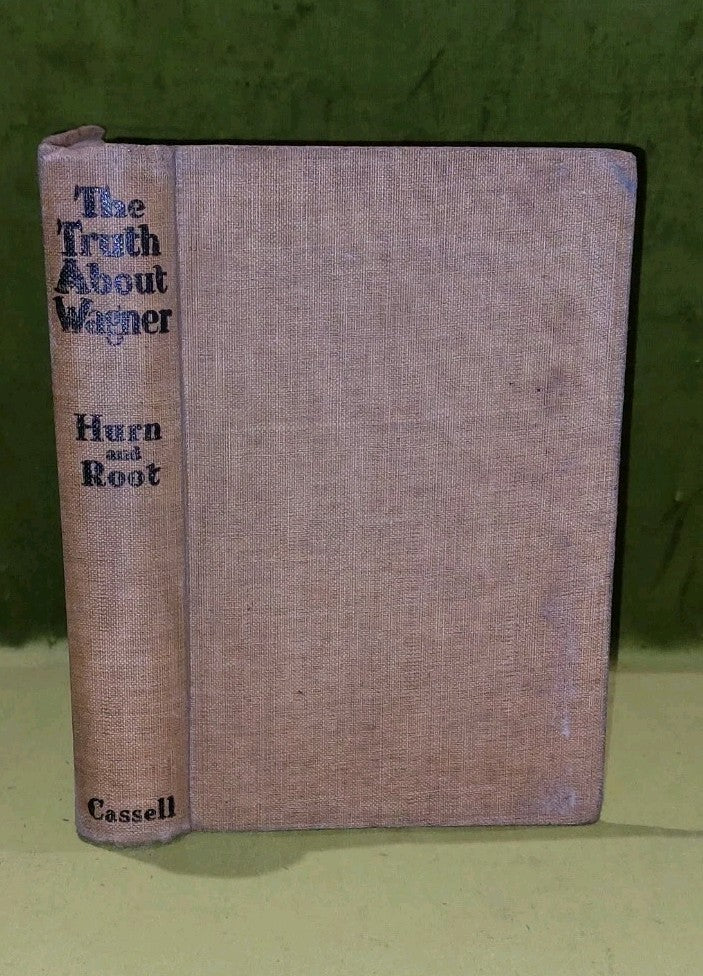 The
Truth
About
Wagner
Hurn
and
Root
Cassell